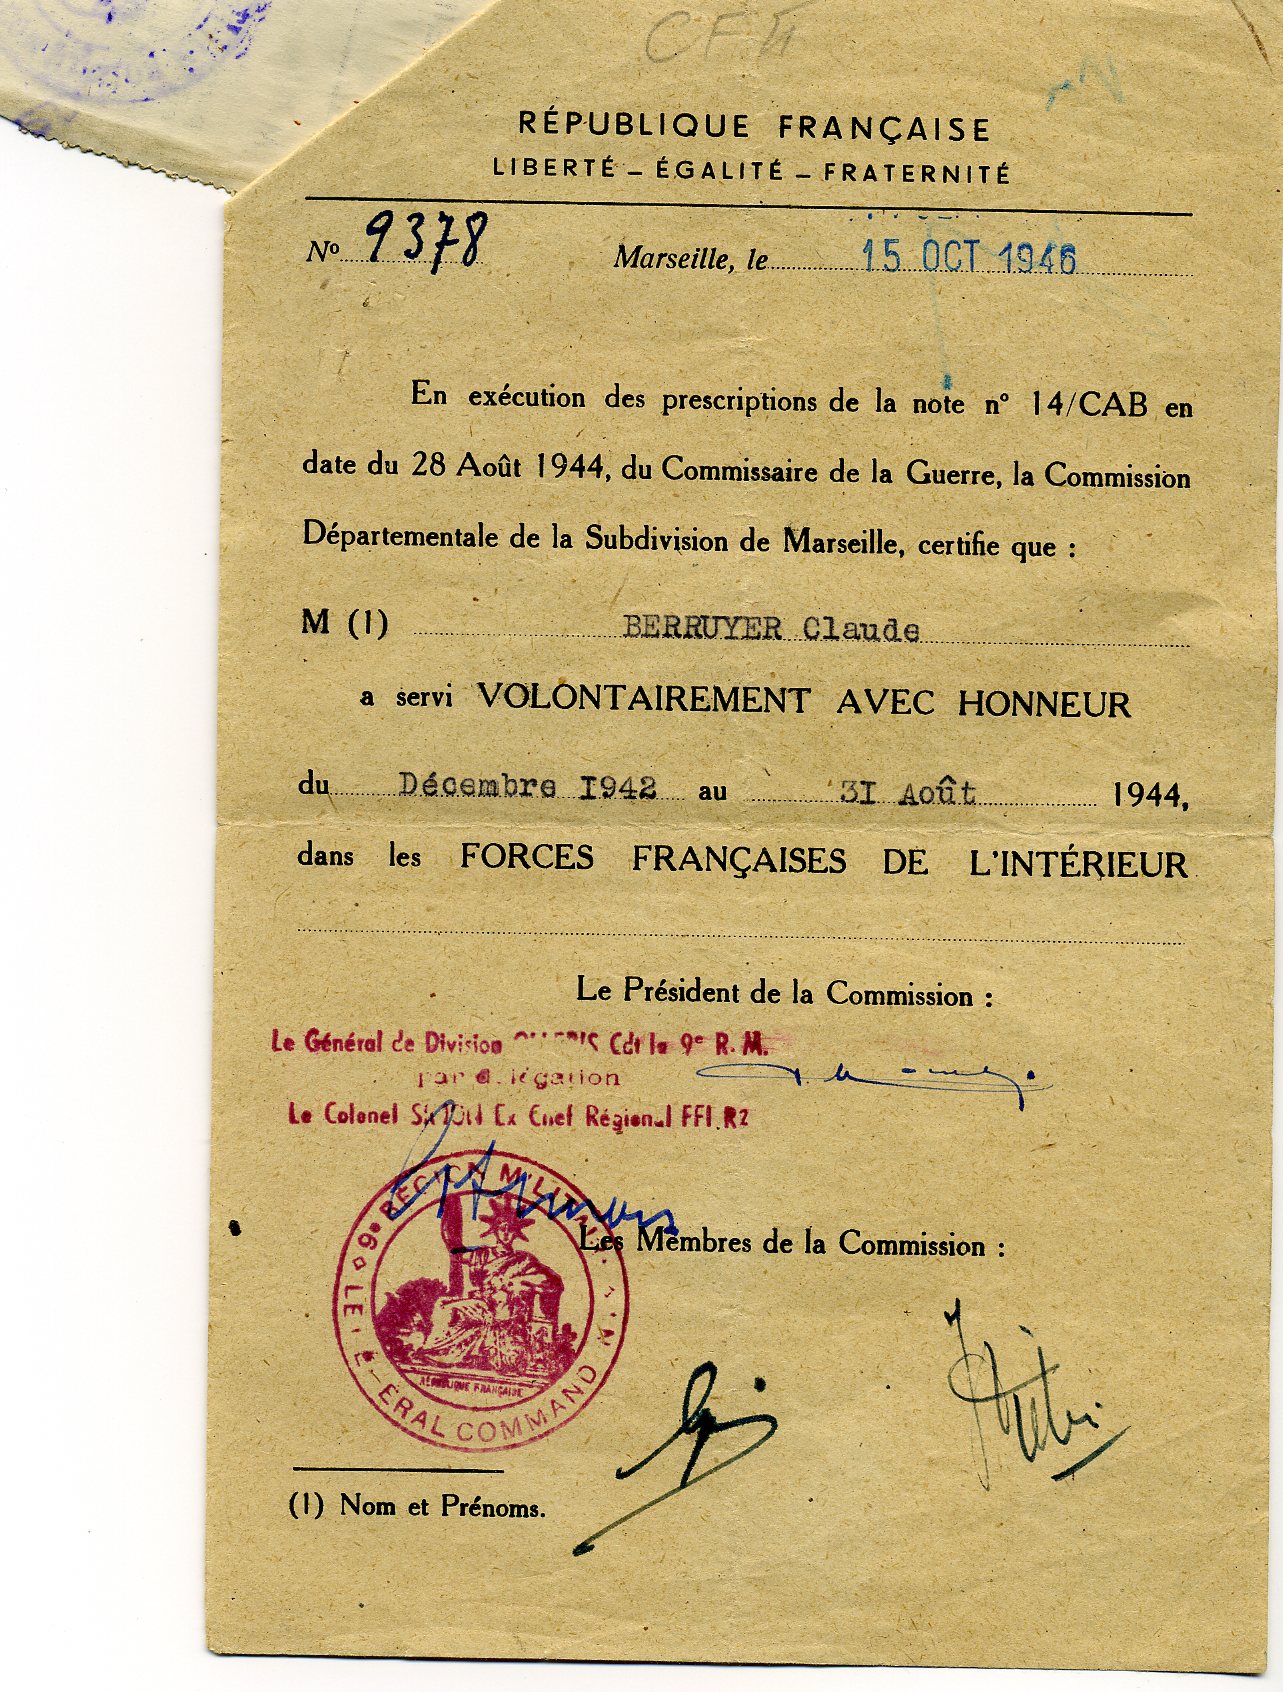 RÉPUBLIQUE FRANÇAISE
LIBERTÉ – ÉGALITÉ – FRATERNITÉ
Nº 9378 Marseille, le 15 OCT 1946
En exécution des prescriptions de la note nº 14/CAB en
date du 28 Août 1944, du Commissaire de la Guerre, la Commission
Départementale de la Subdivision de Marseille, certifie que :
M (1) BERRUYER Claude
a servi VOLONTAIREMENT AVEC HONNEUR
du Décembre I942 au 3I Août 1944,
dans les FORCES FRANÇAISES DE L'INTÉRIEUR
Le Président de la Commission :
Le Général de Division Cdt la 9e R. M.
par délégation
Le Colonel Ex Chef Régional FFI R2
9e RÉGION MILITAIRE
RÉPUBLIQUE FRANÇAISE
Les Membres de la Commission :
(1) Nom et Prénoms.